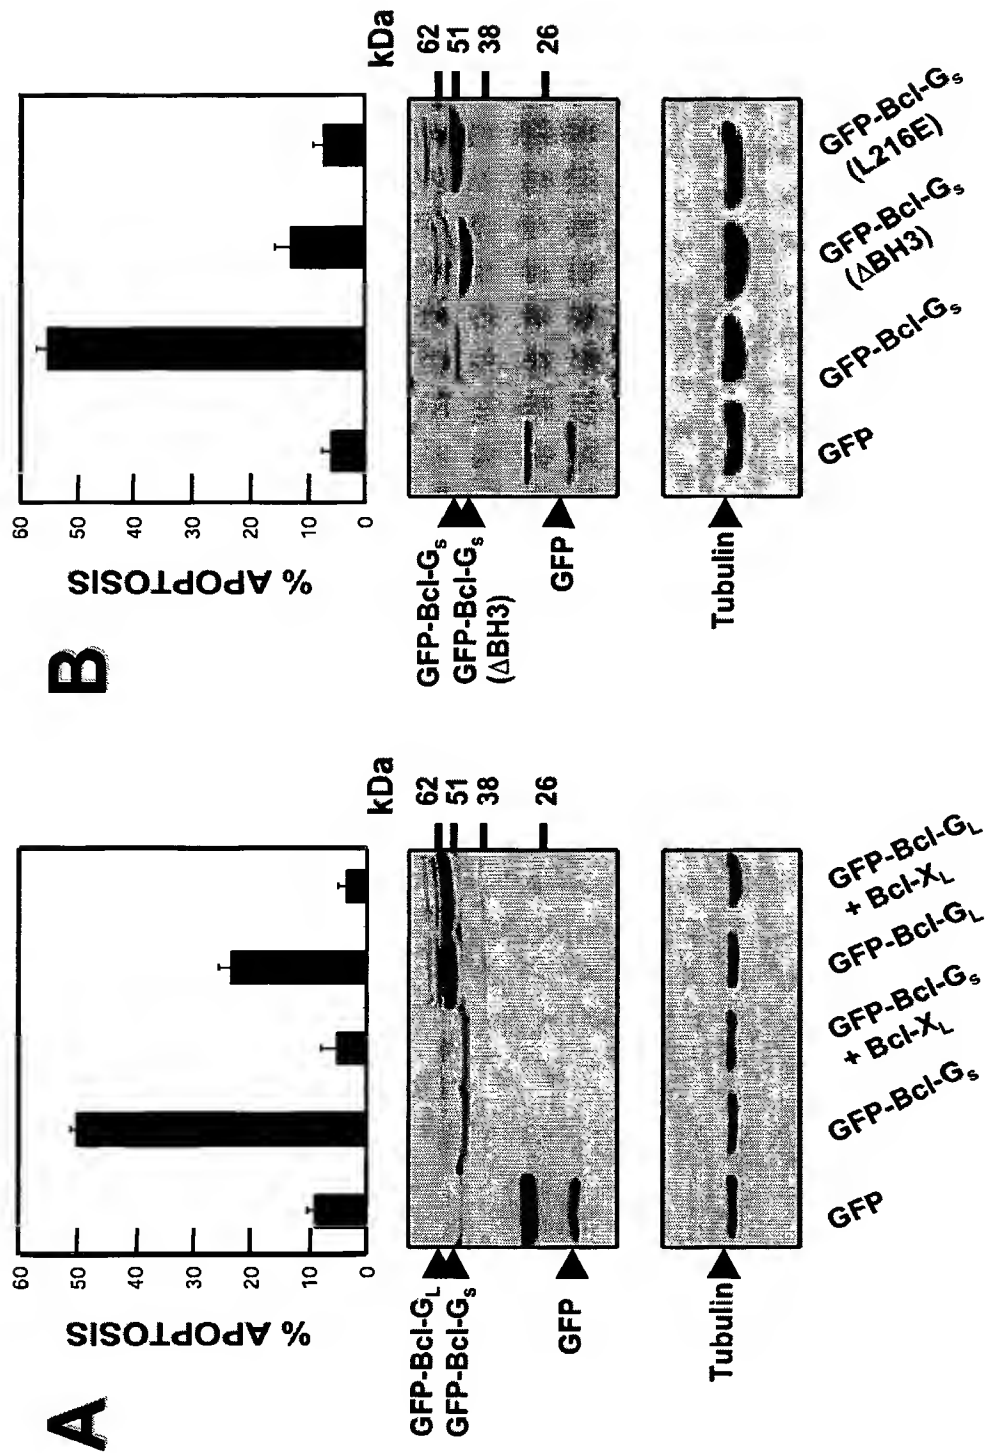 A
% APOPTOSIS
60
50
40
30
20
10
0
GFP-Bcl-GL
GFP-Bcl-Gs
GFP
kDa
62
51
38
26
Tubulin
GFP
GFP-Bcl-Gs
GFP-Bcl-Gs
+ Bcl-XL
GFP-Bcl-GL
GFP-Bcl-GL
+ Bcl-XL
B
% APOPTOSIS
60
50
40
30
20
10
0
GFP-Bcl-Gs
GFP-Bcl-Gs
(ΔBH3)
GFP
kDa
62
51
38
26
Tubulin
GFP
GFP-Bcl-Gs
GFP-Bcl-Gs
(ΔBH3)
GFP-Bcl-Gs
(L216E)